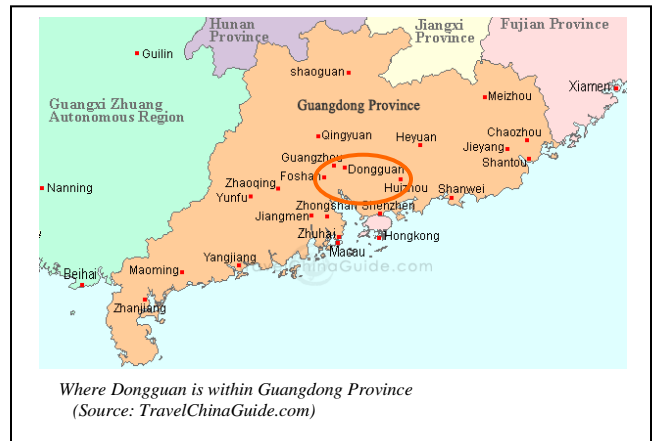 Hunan
Province
Jiangxi
Province
Fujian Province
Guilin
shaoguan
Xiamen
Meizhou
Guangxi Zhuang
Autonomous Region
Guangdong Province
Qingyuan
Heyuan
Chaozhou
Jieyang
Shantou
Guangzhou
Dongguan
Foshan
Zhaoqing
Huizhou
Shanwei
Nanning
Yunfu
Zhongshan
Shenzhen
Jiangmen
Zhuhai
Hongkong
Macau
Yangjiang
Maoming
Beihai
Zhanjiang
Where Dongguan is within Guangdong Province
(Source: TravelChinaGuide.com)